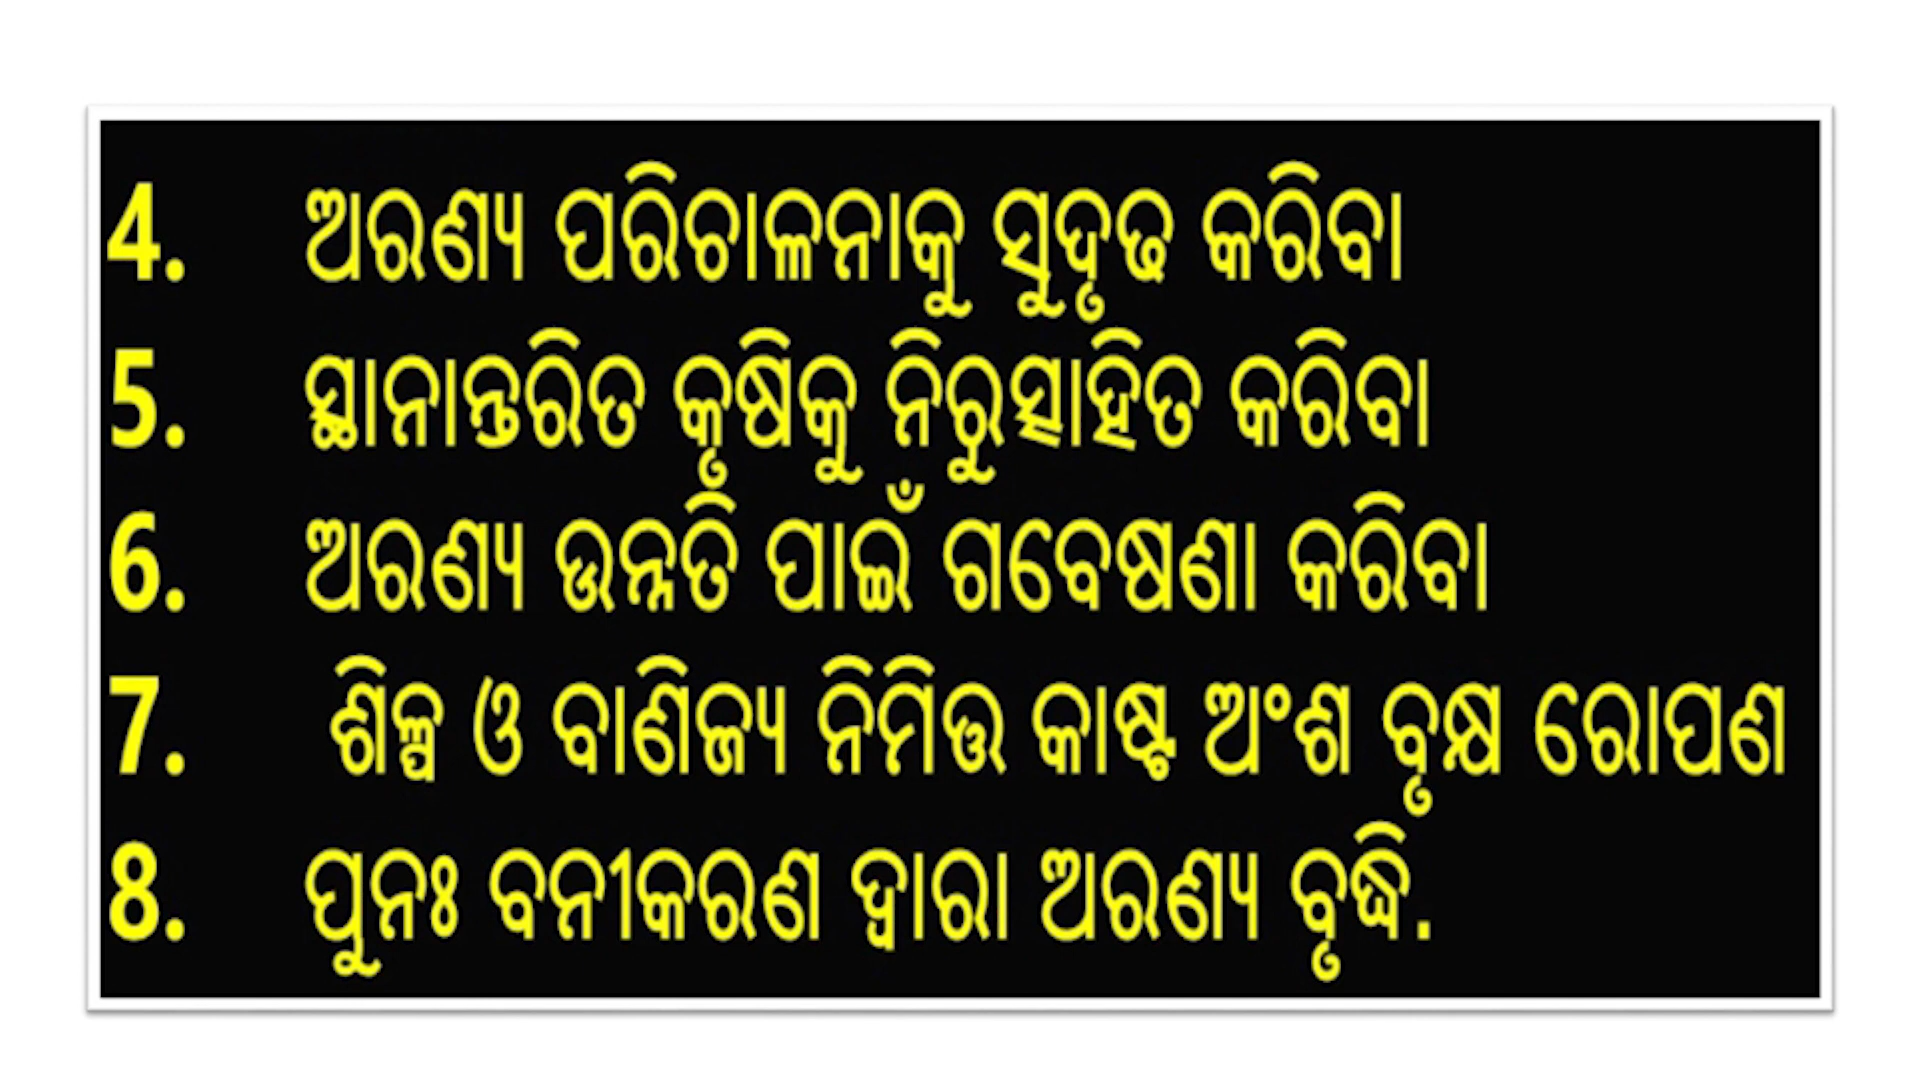 4. ଅରଣ୍ୟ ପରିଚାଳନାକୁ ସୁଦୃଢ କରିବା
5. ସ୍ଥାନାନ୍ତରିତ କୃଷିକୁ ନିରୁତ୍ସାହିତ କରିବା
6. ଅରଣ୍ୟ ଉନ୍ନତି ପାଇଁ ଗବେଷଣା କରିବା
7. ଶିଳ୍ପ ଓ ବାଣିଜ୍ୟ ନିମିତ୍ତ କାଷ୍ଟ ଅଂଶ ବୃକ୍ଷ ରୋପଣ
8. ପୁନଃ ବନୀକରଣ ଦ୍ୱାରା ଅରଣ୍ୟ ବୃଦ୍ଧି.